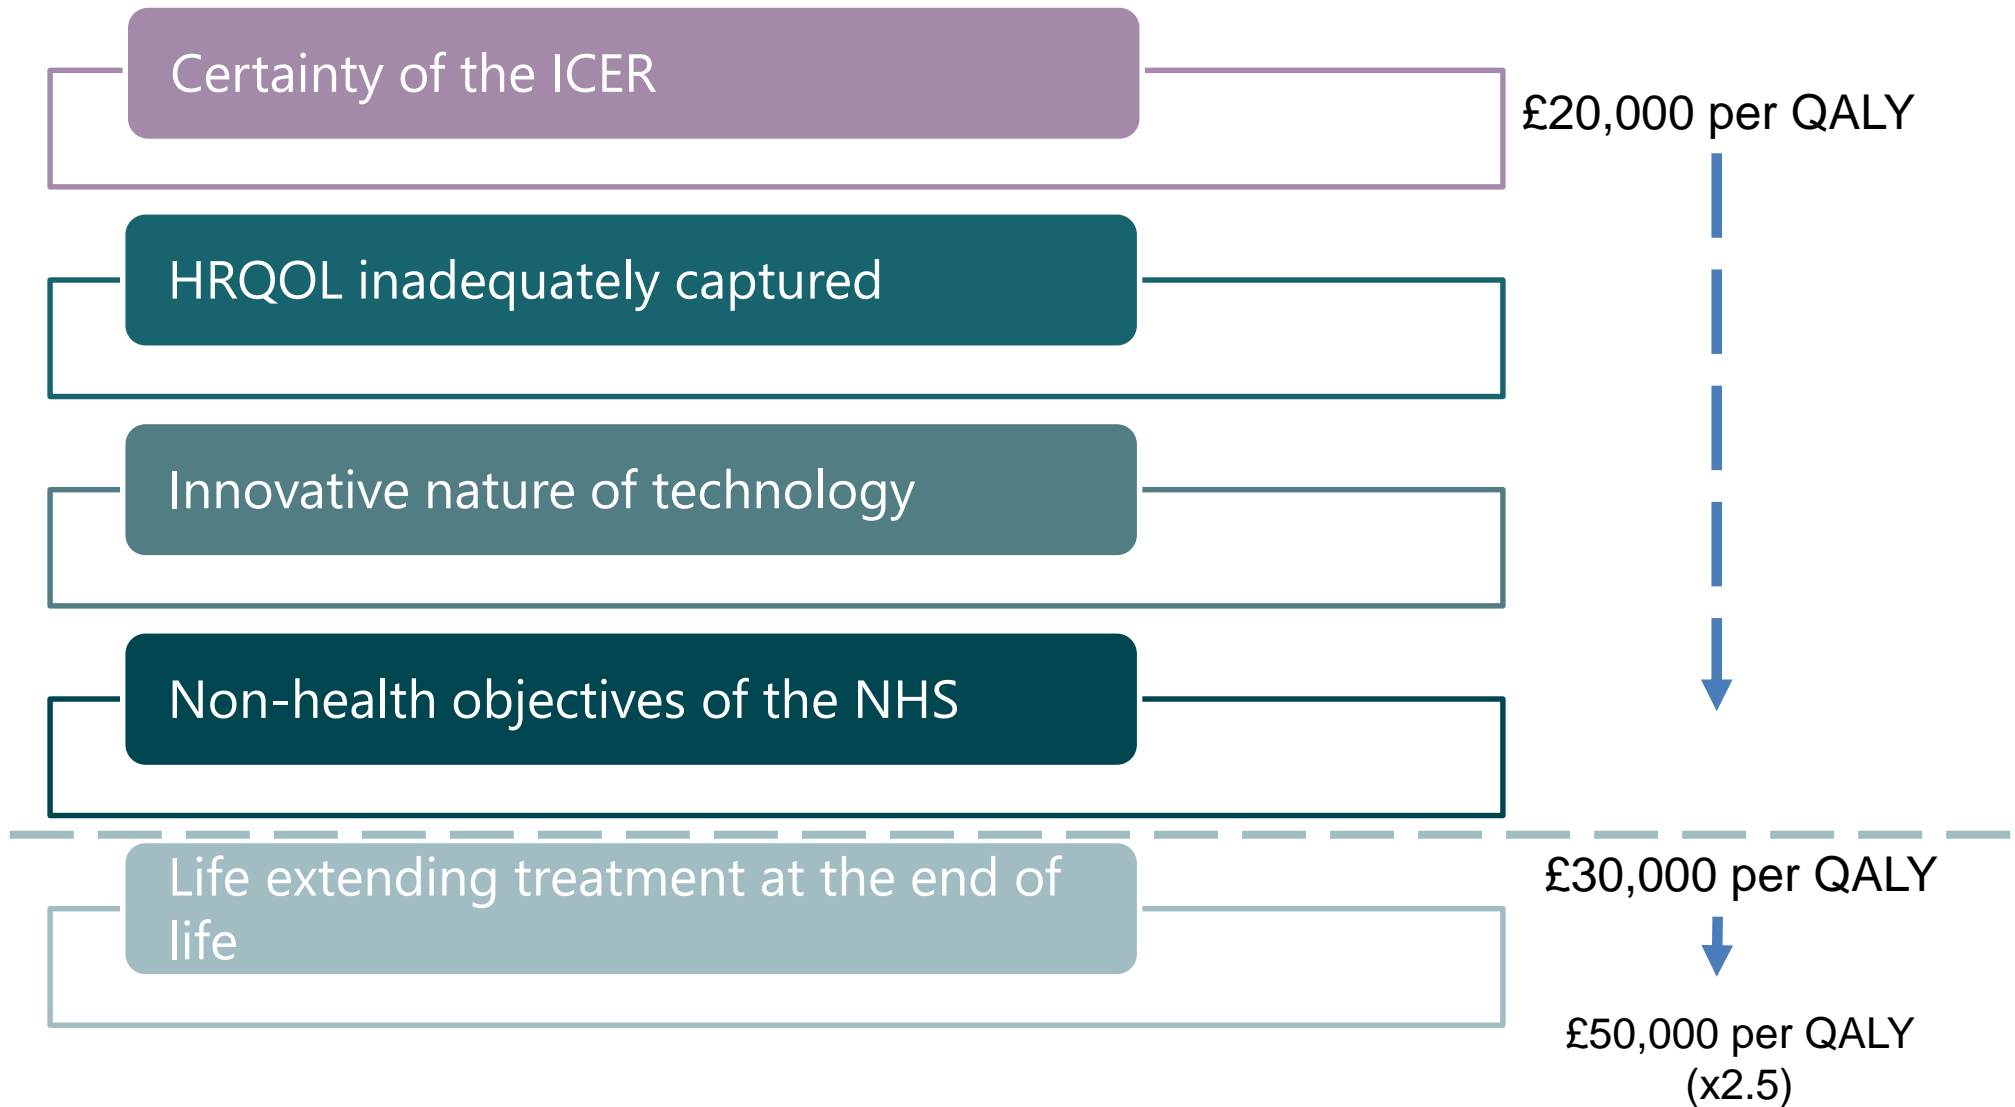 Certainty of the ICER
£20,000 per QALY
HRQOL inadequately captured
Innovative nature of technology
Non-health objectives of the NHS
Life extending treatment at the end of
life
£30,000 per QALY
£50,000 per QALY
(x2.5)